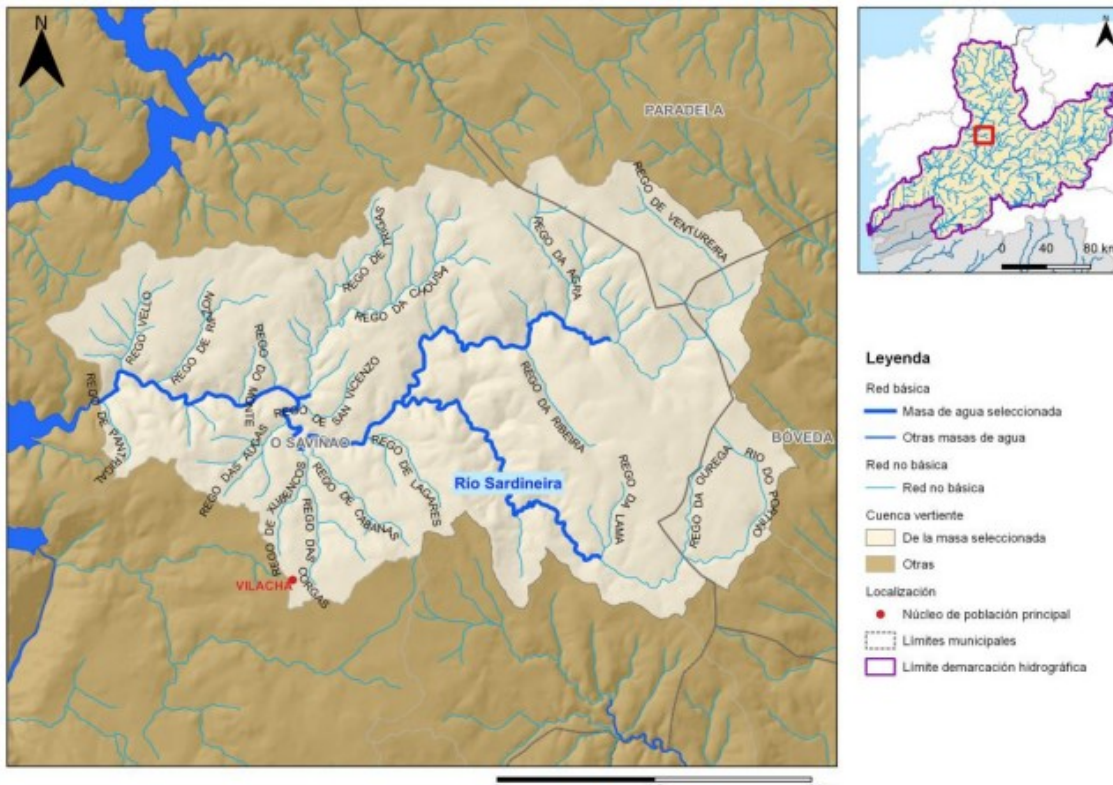 N
PARADELA
REGO DE VENTUREIRA
REGO DE TRIGAS
REGO DA AGRA
REGO DA CAOUSA
REGO VELLO
REGO DE RAZON
REGO DO MONTE
REGO DE SAN VICENZO
REGO DE PANTRIGAL
REGO DAS AUGAS
O SAVIÑAO
REGO DA RIBEIRA
BÓVEDA
REGO DE XUBENCOS
REGO DAS CORGAS
REGO DE CABANAS
REGO DE LAGARES
Río Sardineira
REGO DA LAMA
REGO DA OUREGA
RIO DO PORTIÑO
VILACHÁ
N
0 40 80 km
Leyenda
Red básica
Masa de agua seleccionada
Otras masas de agua
Red no básica
Red no básica
Cuenca vertiente
De la masa seleccionada
Otras
Localización
Núcleo de población principal
Límites municipales
Límite demarcación hidrográfica